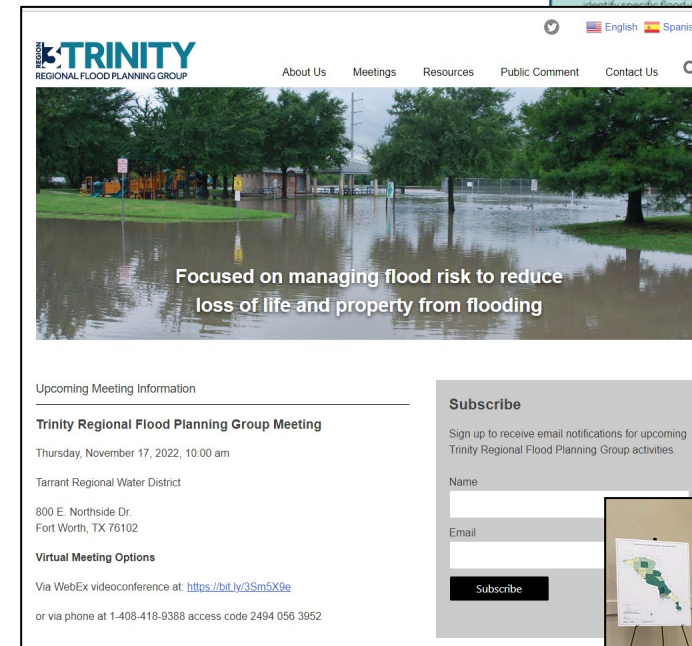 English Spanis
REGION
3 TRINITY
REGIONAL FLOOD PLANNING GROUP
About Us Meetings Resources Public Comment Contact Us
Focused on managing flood risk to reduce
loss of life and property from flooding
Upcoming Meeting Information
Trinity Regional Flood Planning Group Meeting
Thursday, November 17, 2022, 10:00 am
Tarrant Regional Water District
800 E. Northside Dr.
Fort Worth, TX 76102
Virtual Meeting Options
Via WebEx videoconference at: https://bit.ly/3Sm5X9e
or via phone at 1-408-418-9388 access code 2494 056 3952
Subscribe
Sign up to receive email notifications for upcoming
Trinity Regional Flood Planning Group activities.
Name
Email
Subscribe